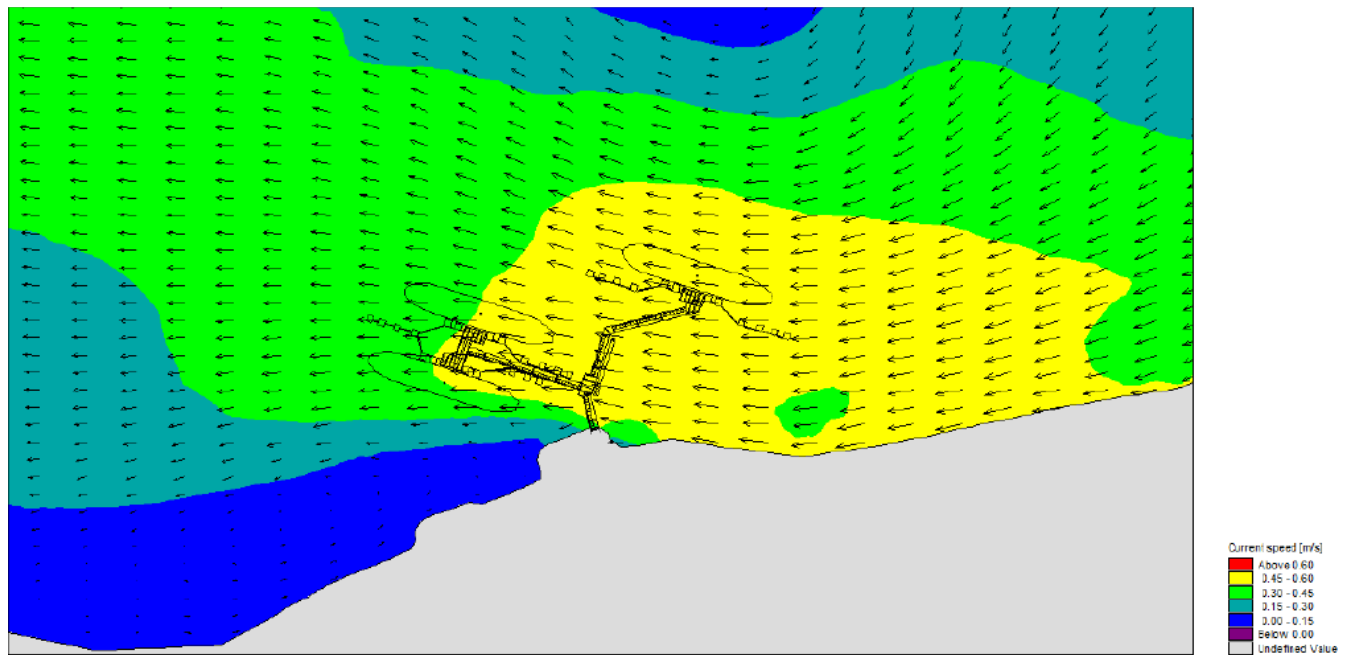 Current speed [m/s]
Above 0.60
0.45 - 0.60
0.30 - 0.45
0.15 - 0.30
0.00 - 0.15
Below 0.00
Undefined Value